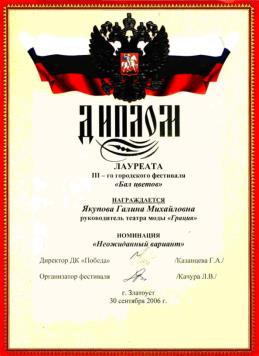 ДИПЛОМ
ЛАУРЕАТА
III – го городского фестиваля
«Бал цветов»
НАГРАЖДАЕТСЯ
Якупова Галина Михайловна
руководитель театра моды «Грация»
НОМИНАЦИЯ
«Неожиданный вариант»
Директор ДК «Победа» /Казанцева Г.А./
Организатор фестиваля /Качура Л.В./
г. Златоуст
30 сентября 2006 г.